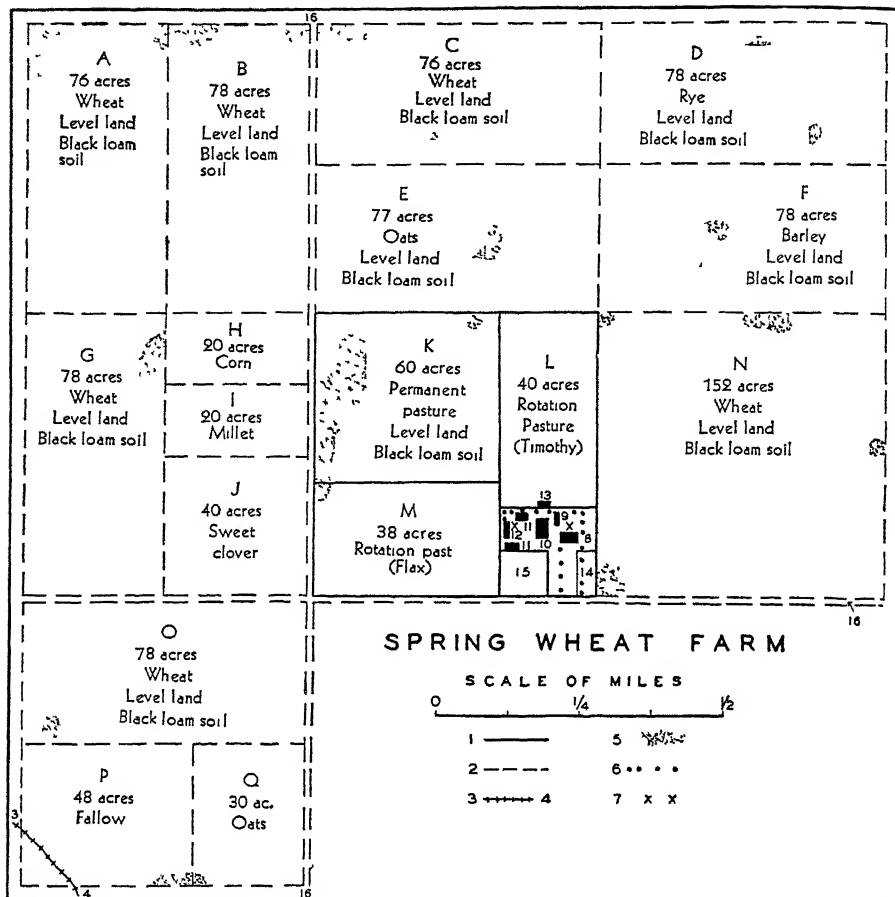 16
A
76 acres
Wheat
Level land
Black loam
soil
B
78 acres
Wheat
Level land
Black loam
soil
C
76 acres
Wheat
Level land
Black loam soil
D
78 acres
Rye
Level land
Black loam soil
E
77 acres
Oats
Level land
Black loam soil
F
78 acres
Barley
Level land
Black loam soil
G
78 acres
Wheat
Level land
Black loam soil
H
20 acres
Corn
I
20 acres
Millet
J
40 acres
Sweet
clover
K
60 acres
Permanent
pasture
Level land
Black loam soil
L
40 acres
Rotation
Pasture
(Timothy)
M
38 acres
Rotation past
(Flax)
N
152 acres
Wheat
Level land
Black loam soil
13
X 11 9 X
12 10 8
11
15 14
16
O
78 acres
Wheat
Level land
Black loam soil
P
48 acres
Fallow
Q
30 ac.
Oats
3
4
16
SPRING WHEAT FARM
SCALE OF MILES
0 1/4 1/2
1 5
2 6
3 4 7 x x